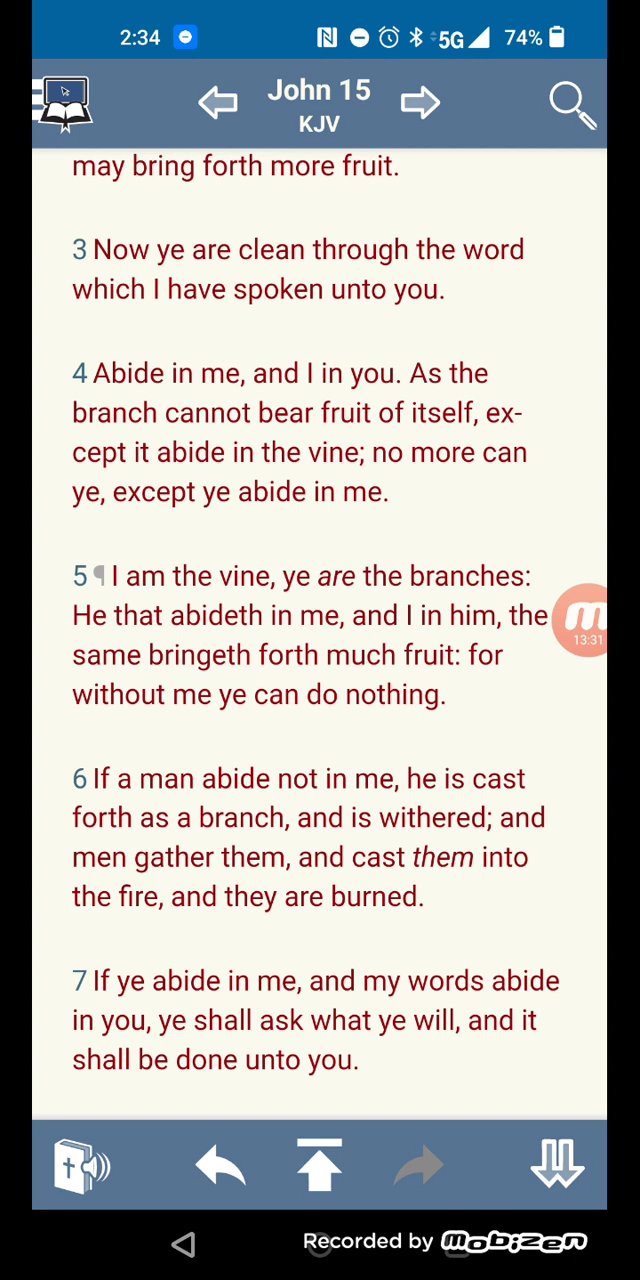 2:34 5G 74%
John 15
KJV
may bring forth more fruit.
3 Now ye are clean through the word
which I have spoken unto you.
4 Abide in me, and I in you. As the
branch cannot bear fruit of itself, ex-
cept it abide in the vine; no more can
ye, except ye abide in me.
5 ¶ I am the vine, ye are the branches:
He that abideth in me, and I in him, the
same bringeth forth much fruit: for
without me ye can do nothing.
13:31
6 If a man abide not in me, he is cast
forth as a branch, and is withered; and
men gather them, and cast them into
the fire, and they are burned.
7 If ye abide in me, and my words abide
in you, ye shall ask what ye will, and it
shall be done unto you.
Recorded by mobizen